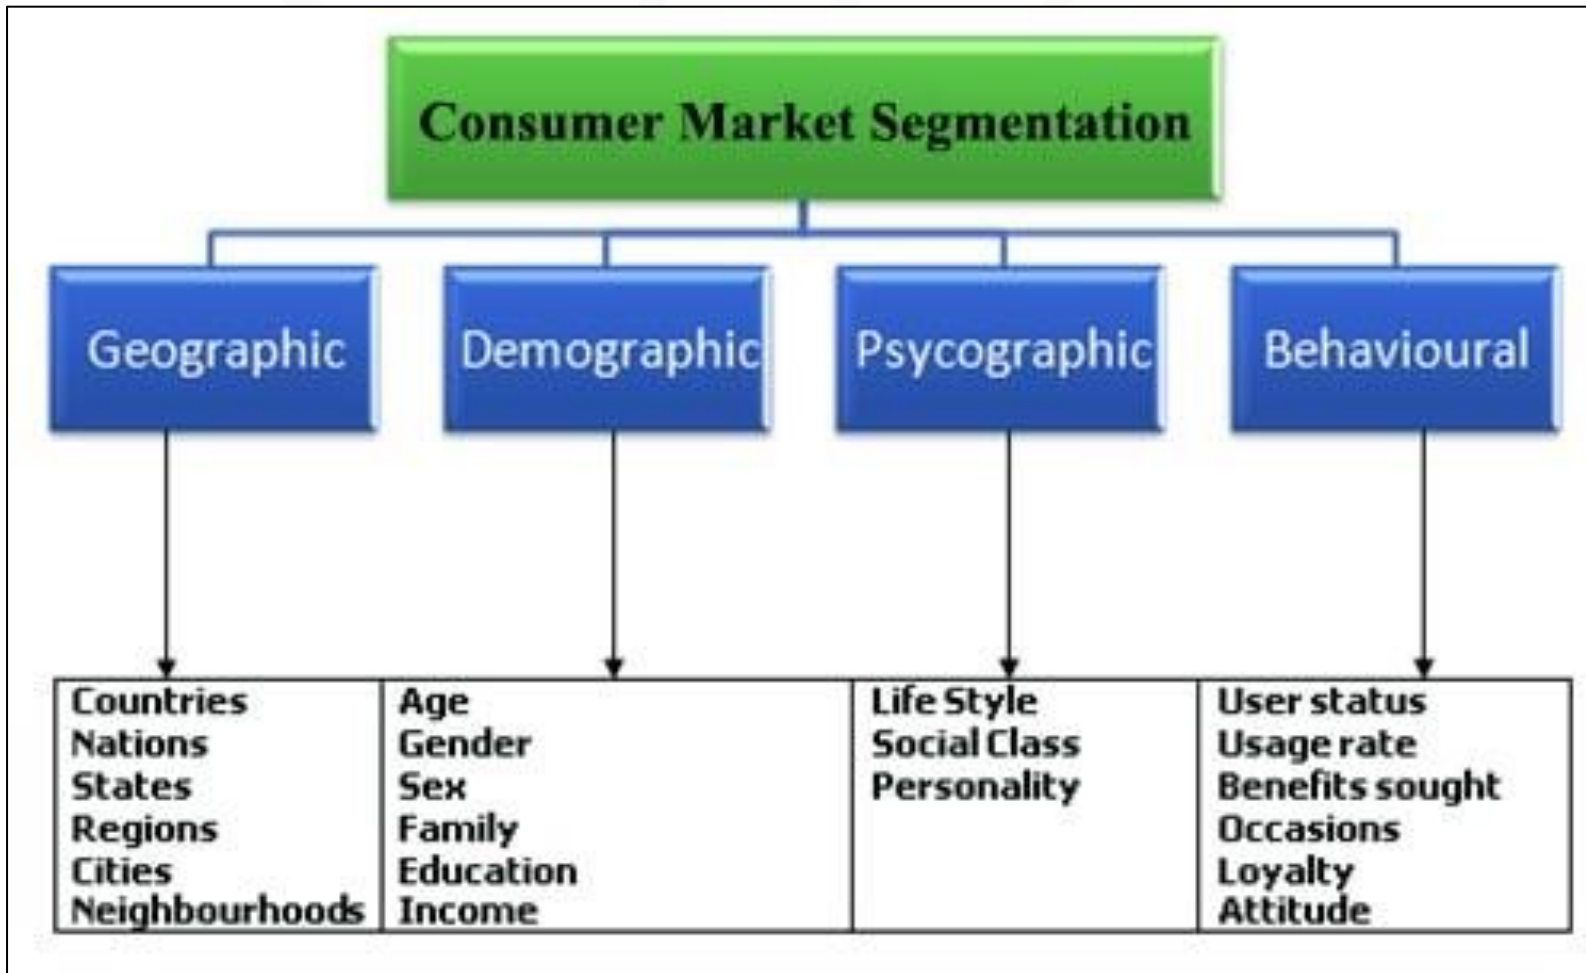 Consumer Market Segmentation
Geographic
Demographic
Psycographic
Behavioural
Countries
Nations
States
Regions
Cities
Neighbourhoods
Age
Gender
Sex
Family
Education
Income
Life Style
Social Class
Personality
User status
Usage rate
Benefits sought
Occasions
Loyalty
Attitude